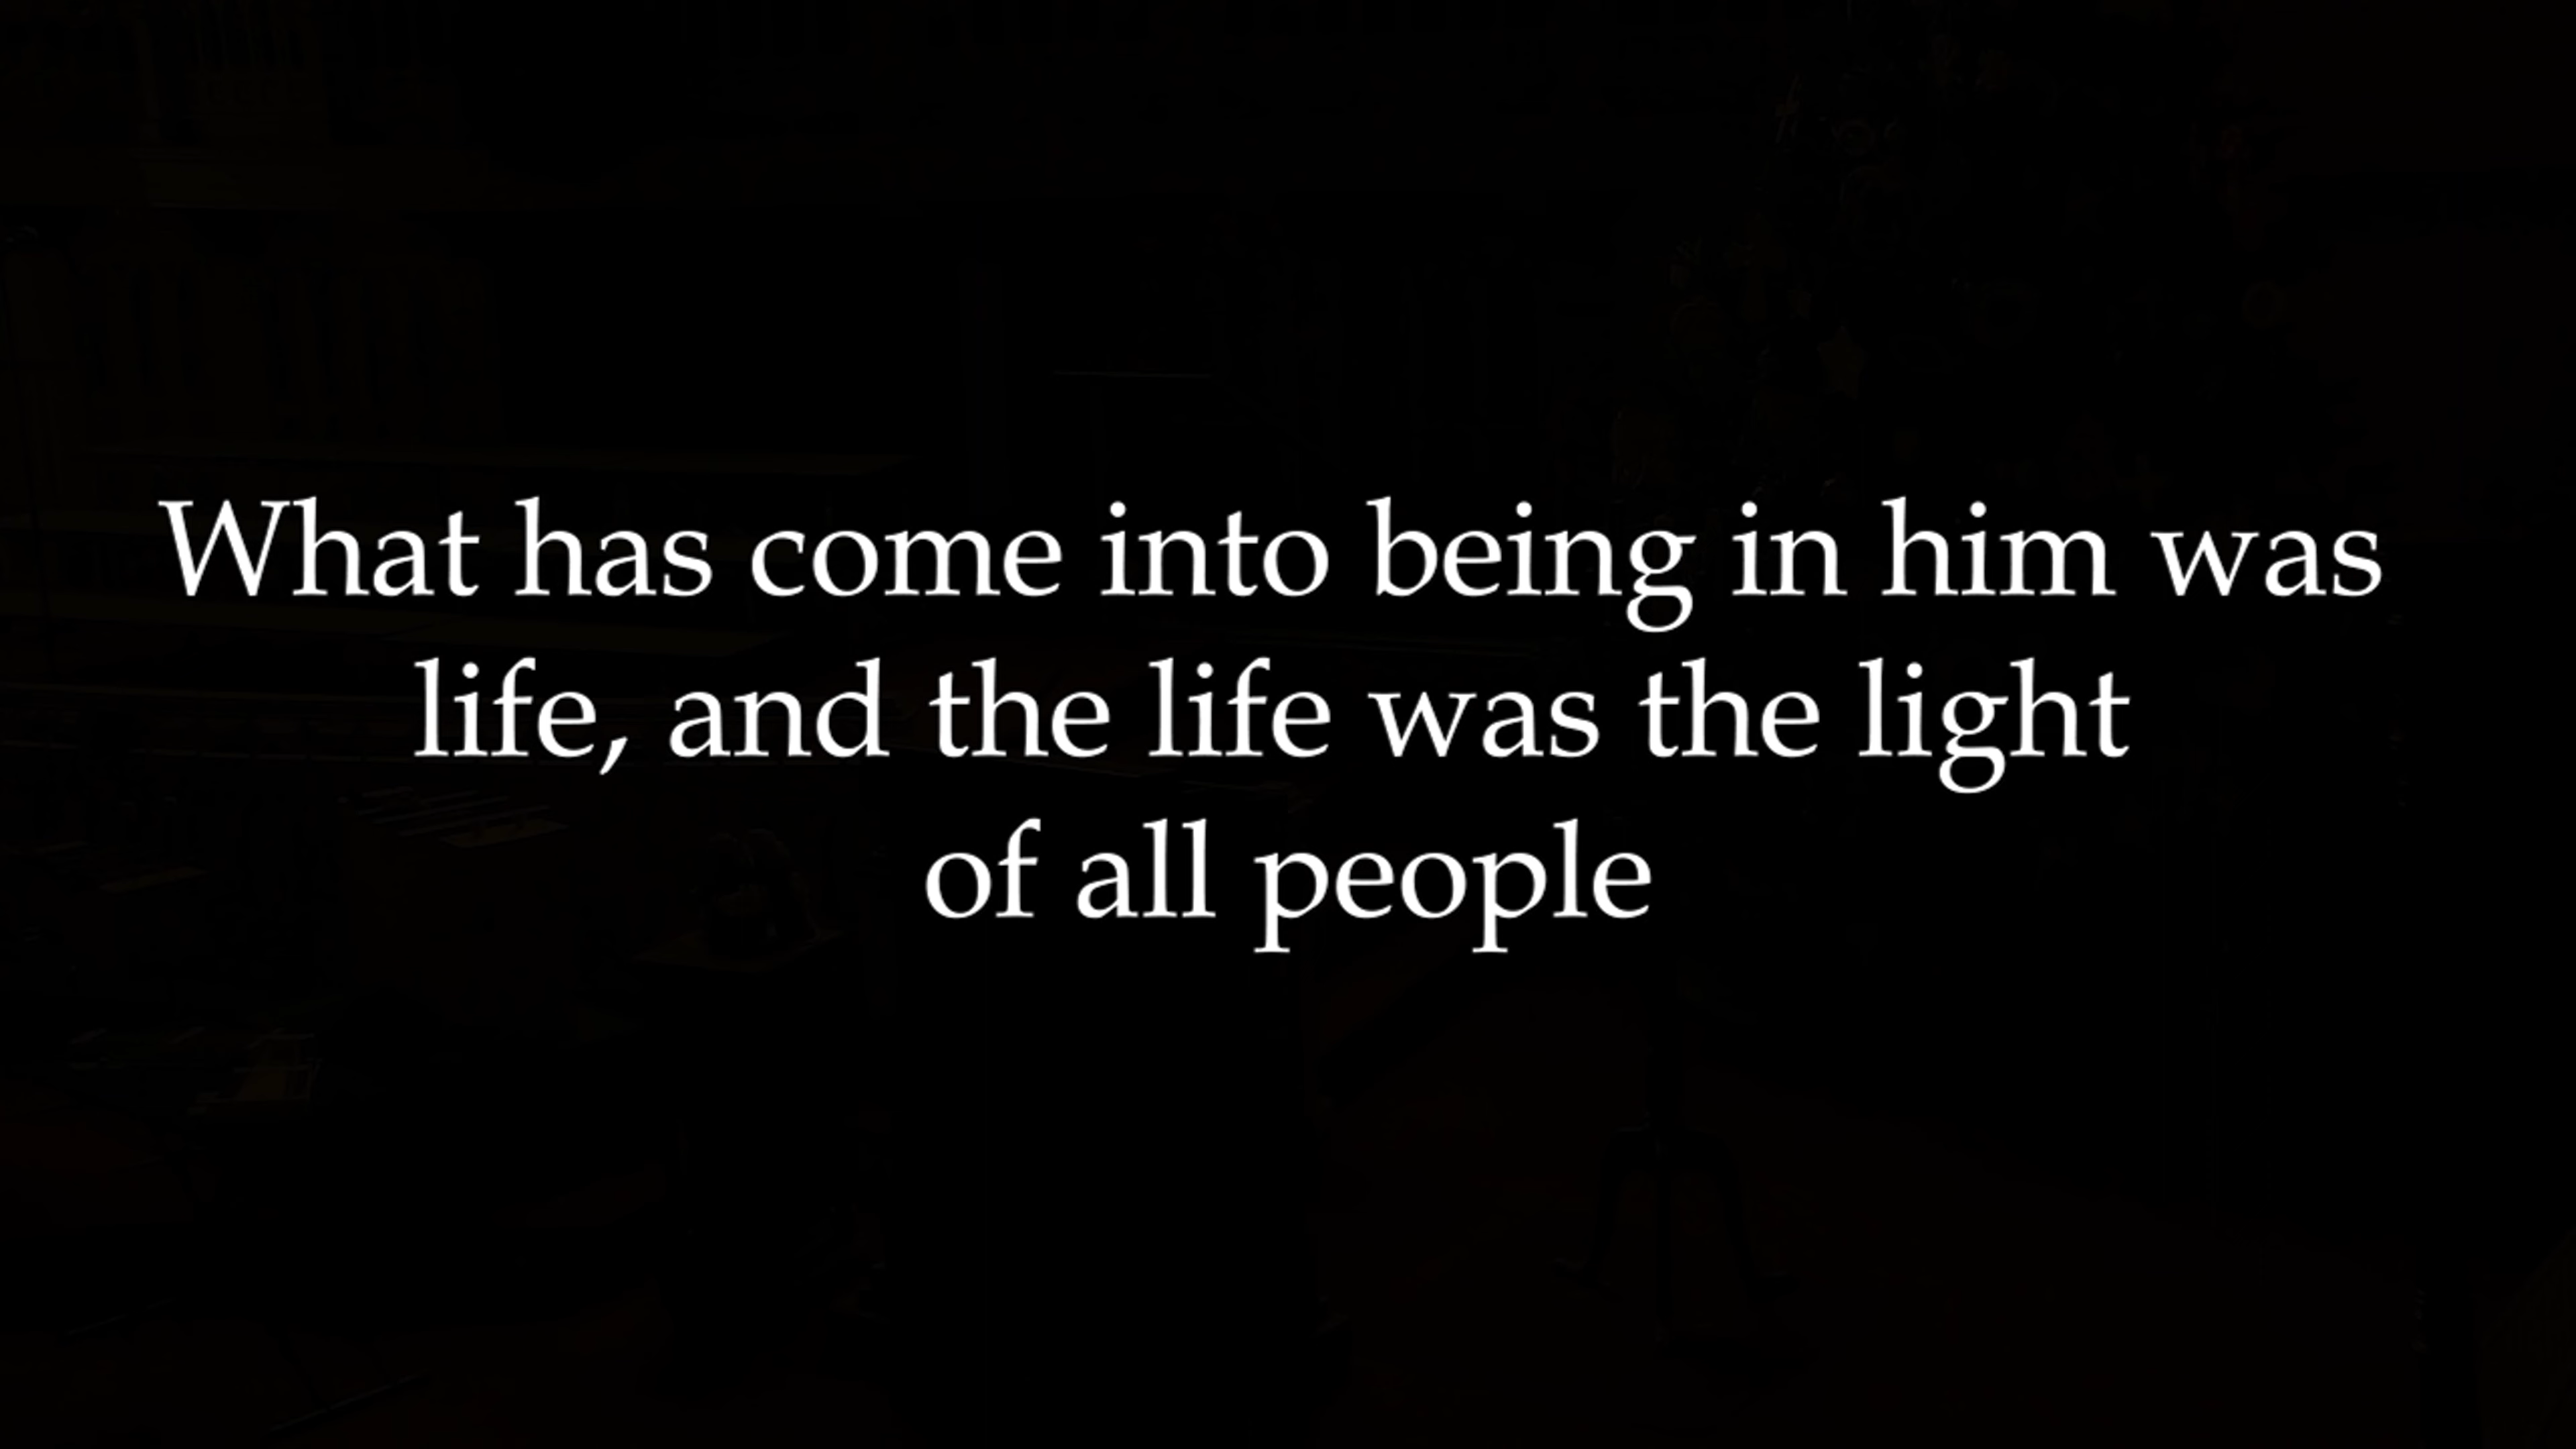 What has come into being in him was
life, and the life was the light
of all people